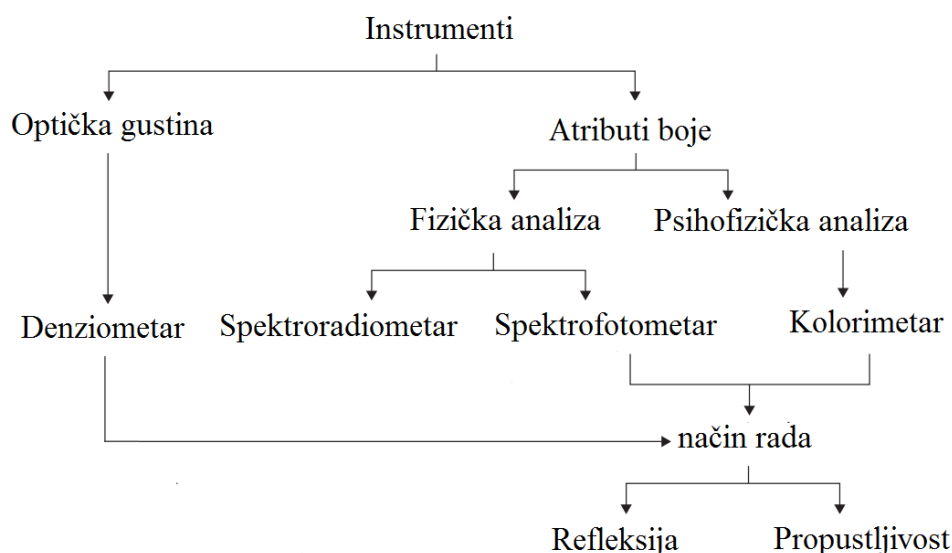 Instrumenti
Optička gustina
Atributi boje
Fizička analiza
Psihofizička analiza
Denziometar
Spektroradiometar
Spektrofotometar
Kolorimetar
način rada
Refleksija
Propustljivost